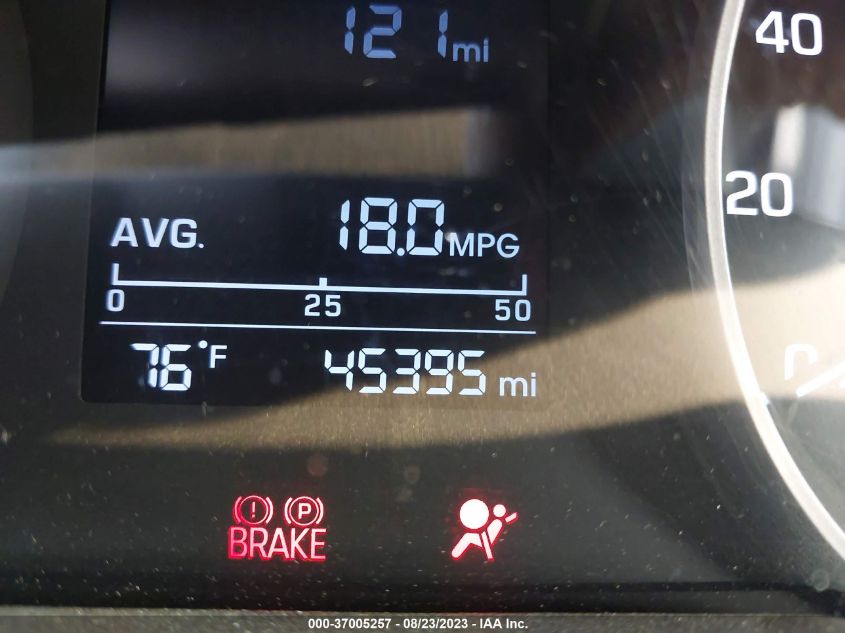 121 mi
40
20
AVG. 18.0 MPG
0 25 50
76°F 45395 mi
(!) (P)
BRAKE
000-37005257 - 08/23/2023 - IAA Inc.